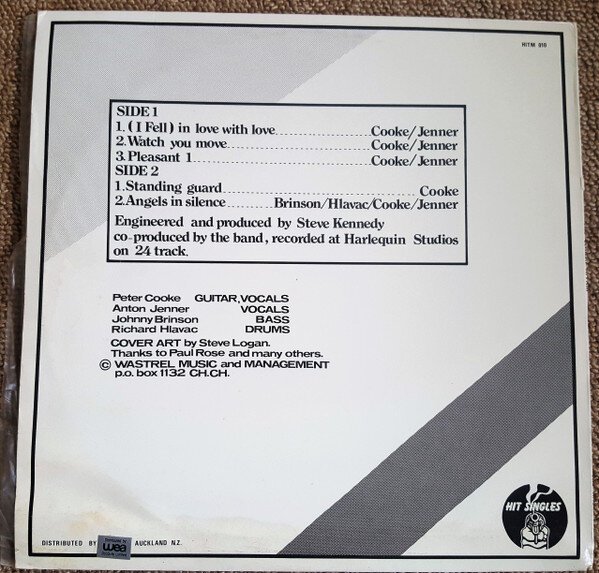 HITM 010
SIDE 1
1. (I Fell) in love with love Cooke/Jenner
2. Watch you move Cooke/Jenner
3. Pleasant 1 Cooke/Jenner
SIDE 2
1. Standing guard Cooke
2. Angels in silence Brinson/Hlavac/Cooke/Jenner
Engineered and produced by Steve Kennedy
co-produced by the band, recorded at Harlequin Studios
on 24 track.
Peter Cooke GUITAR,VOCALS
Anton Jenner VOCALS
Johnny Brinson BASS
Richard Hlavac DRUMS
COVER ART by Steve Logan.
Thanks to Paul Rose and many others.
© WASTREL MUSIC and MANAGEMENT
p.o. box 1132 CH.CH.
HIT SINGLES
DISTRIBUTED BY wea AUCKLAND N.Z.